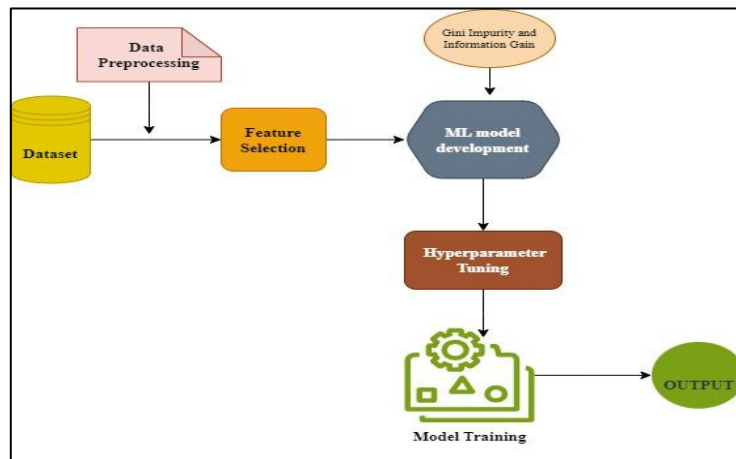 Data
Preprocessing
Gini Impurity and
Information Gain
Dataset
Feature
Selection
ML model
development
Hyperparameter
Tuning
Model Training
OUTPUT